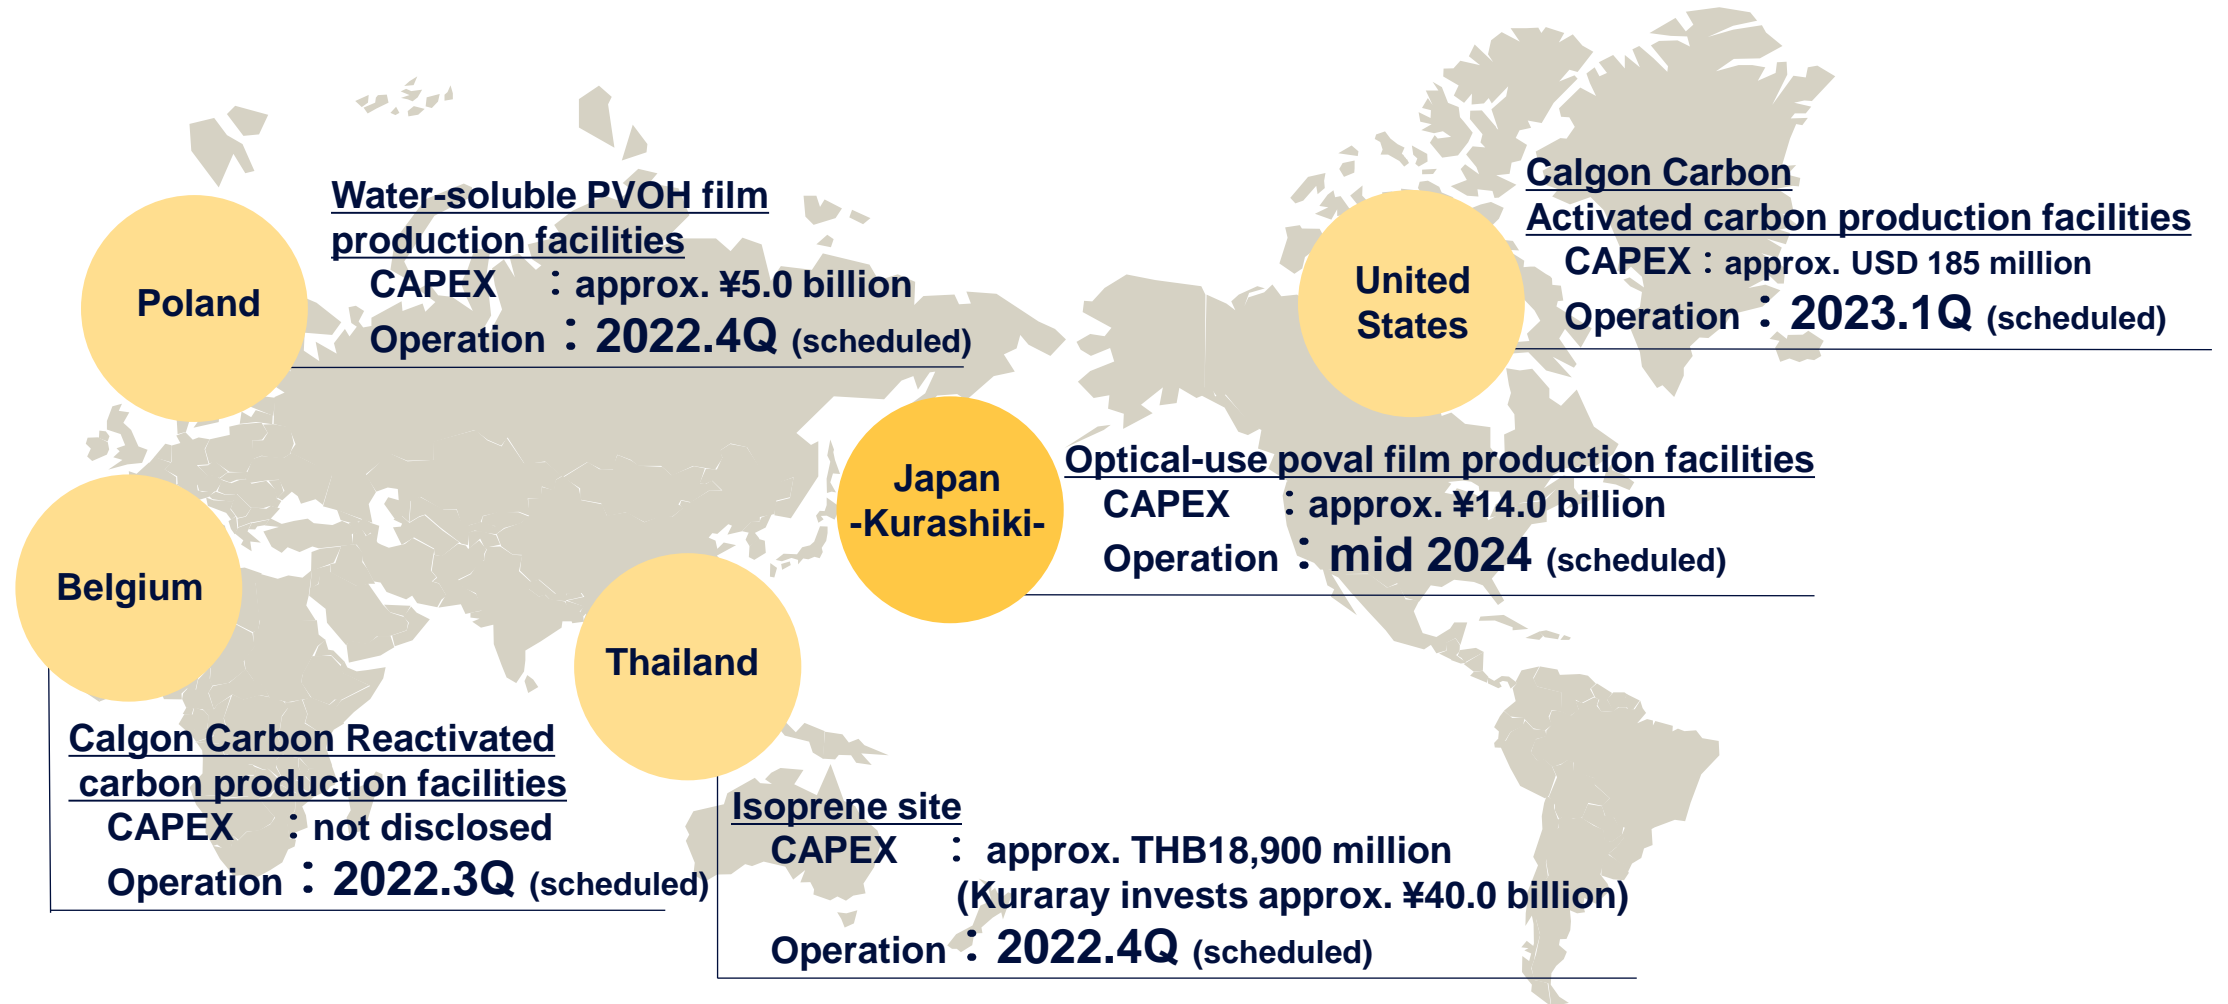 Poland
Water-soluble PVOH film
production facilities
CAPEX : approx. ¥5.0 billion
Operation : 2022.4Q (scheduled)
United
States
Calgon Carbon
Activated carbon production facilities
CAPEX : approx. USD 185 million
Operation : 2023.1Q (scheduled)
Japan
-Kurashiki-
Optical-use poval film production facilities
CAPEX : approx. ¥14.0 billion
Operation : mid 2024 (scheduled)
Belgium
Calgon Carbon Reactivated
carbon production facilities
CAPEX : not disclosed
Operation : 2022.3Q (scheduled)
Thailand
Isoprene site
CAPEX : approx. THB18,900 million
(Kuraray invests approx. ¥40.0 billion)
Operation : 2022.4Q (scheduled)